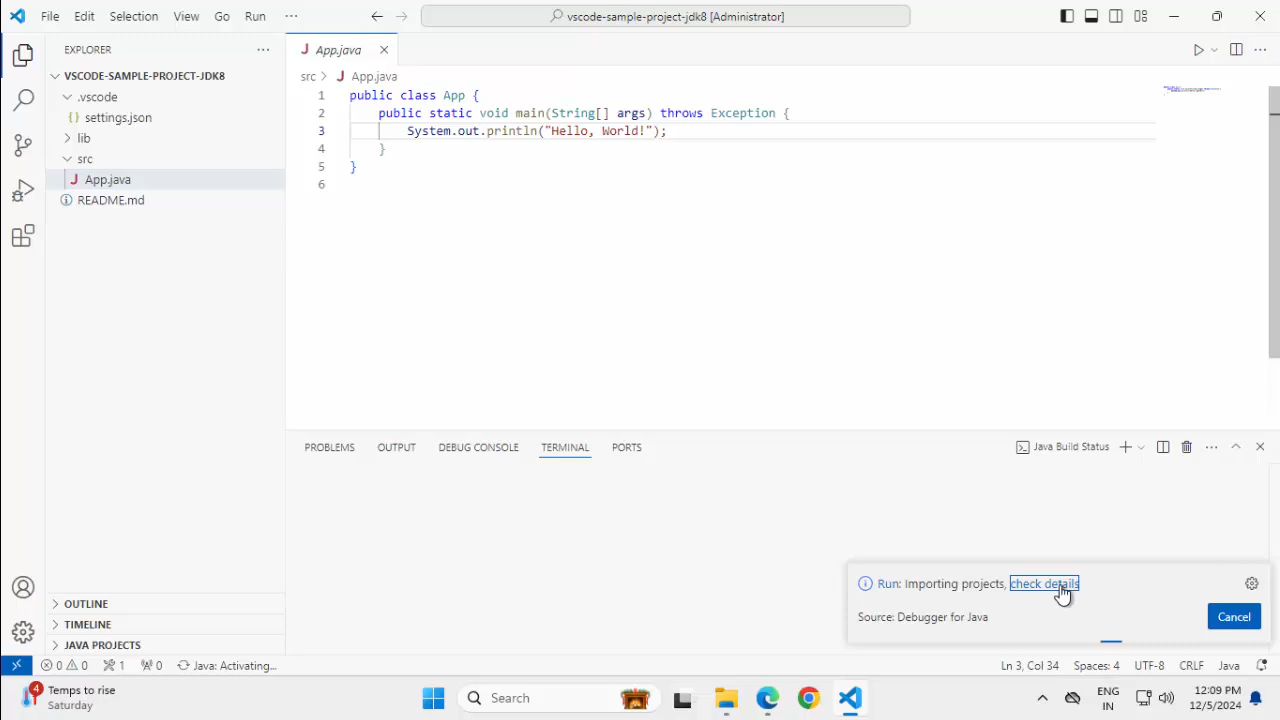 File Edit Selection View Go Run ···
vscode-sample-project-jdk8 [Administrator]
EXPLORER
VSCODE-SAMPLE-PROJECT-JDK8
.vscode
{} settings.json
lib
src
J App.java
README.md
OUTLINE
TIMELINE
JAVA PROJECTS
J App.java
src > J App.java
1 public class App {
2 public static void main(String[] args) throws Exception {
3 System.out.println("Hello, World!");
4 }
5 }
6
PROBLEMS OUTPUT DEBUG CONSOLE TERMINAL PORTS
Java Build Status
Run: Importing projects, check details
Source: Debugger for Java
Cancel
0 0 1 0 Java: Activating...
Ln 3, Col 34 Spaces: 4 UTF-8 CRLF Java
4 Temps to rise
Saturday
Search
ENG
IN
12:09 PM
12/5/2024